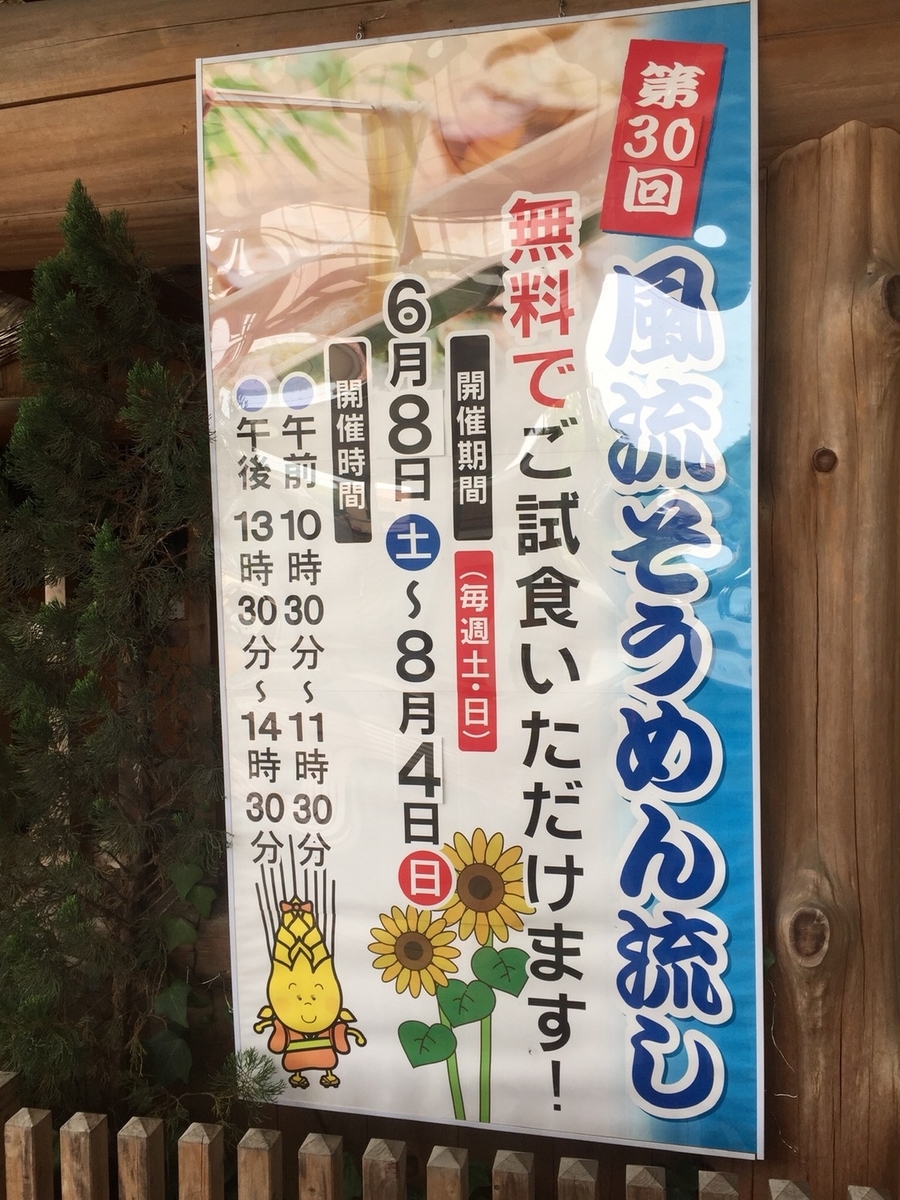 第30回
風流そうめん流し
無料でご試食いただけます！
開催期間
（毎週土・日）
6月8日土～8月4日日
開催時間
●午前10時30分～11時30分
●午後13時30分～14時30分